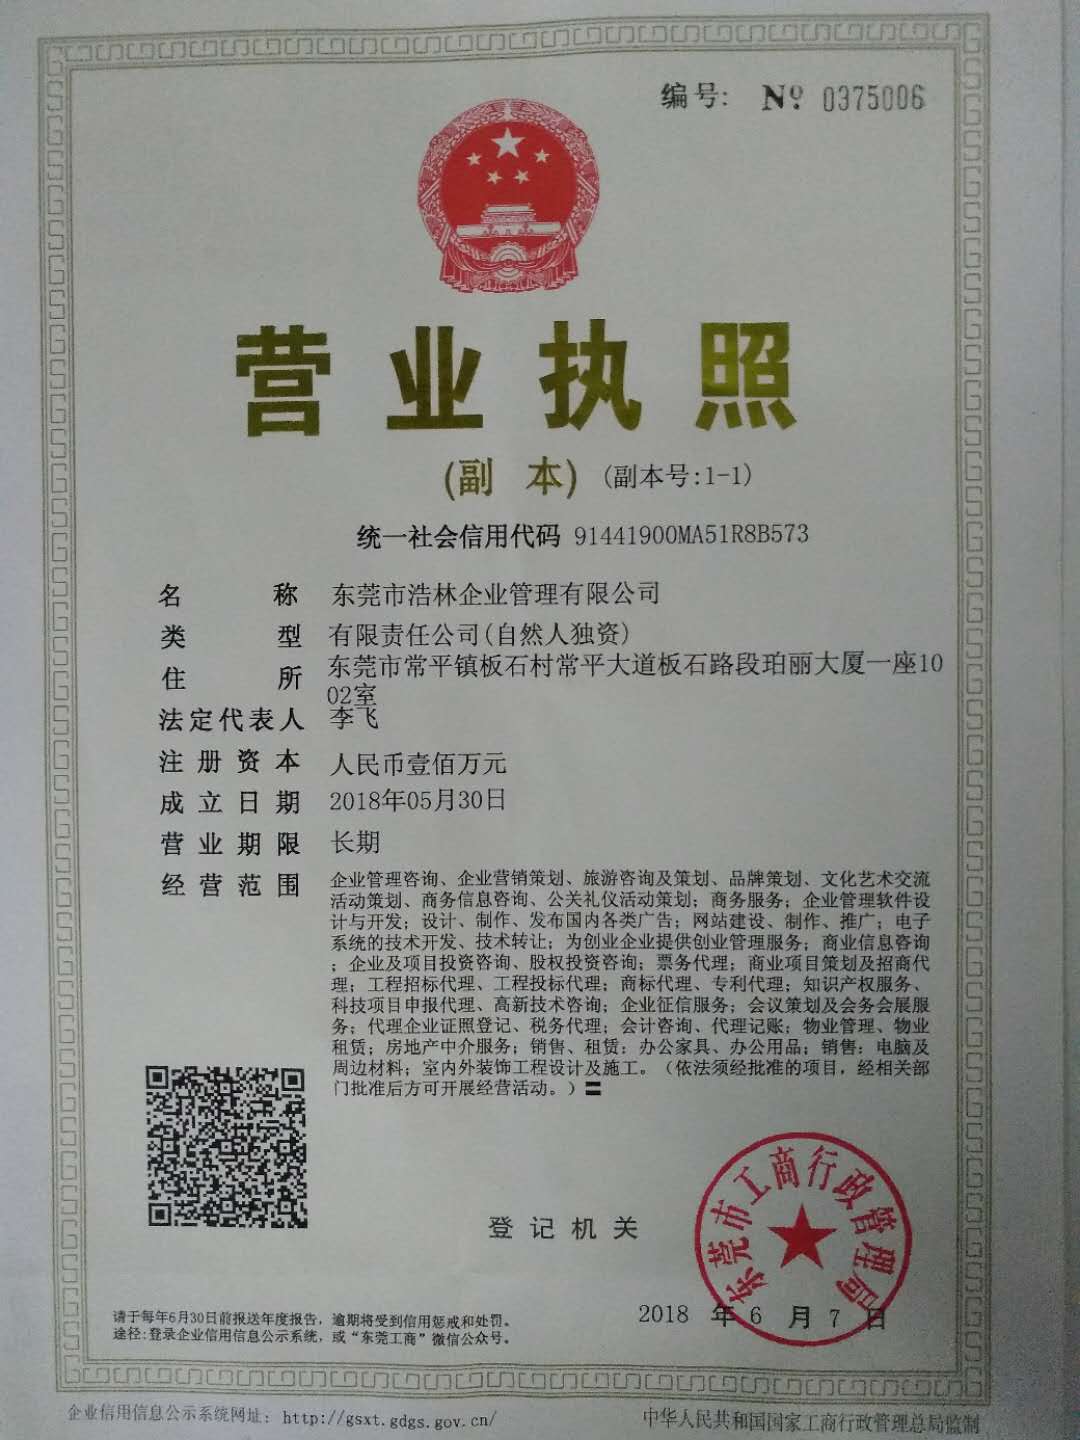 编号: Nº 0375006
营业执照
(副本) (副本号:1-1)
统一社会信用代码 91441900MA51R8B573
名称 东莞市浩林企业管理有限公司
类型 有限责任公司(自然人独资)
住所 东莞市常平镇板石村常平大道板石路段珀丽大厦一座10
02室
法定代表人 李飞
注册资本 人民币壹佰万元
成立日期 2018年05月30日
营业期限 长期
经营范围 企业管理咨询、企业营销策划、旅游咨询及策划、品牌策划、文化艺术交流
活动策划、商务信息咨询、公关礼仪活动策划；商务服务；企业管理软件设
计与开发；设计、制作、发布国内各类广告；网站建设、制作、推广；电子
系统的技术开发、技术转让；为创业企业提供创业管理服务；商业信息咨询
；企业及项目投资咨询、股权投资咨询；票务代理；商业项目策划及招商代
理；工程招标代理、工程投标代理；商标代理、专利代理；知识产权服务、
科技项目申报代理、高新技术咨询；企业征信服务；会议策划及会务会展服
务；代理企业证照登记、税务代理；会计咨询、代理记账；物业管理、物业
租赁；房地产中介服务；销售、租赁：办公家具、办公用品；销售：电脑及
周边材料；室内外装饰工程设计及施工。（依法须经批准的项目，经相关部
门批准后方可开展经营活动。）〓
登记机关
东莞市工商行政管理局
2018 年 6 月 7 日
请于每年6月30日前报送年度报告，逾期将受到信用惩戒和处罚。
途径:登录企业信用信息公示系统，或“东莞工商”微信公众号。
企业信用信息公示系统网址：http://gsxt.gdgs.gov.cn/
中华人民共和国国家工商行政管理总局监制